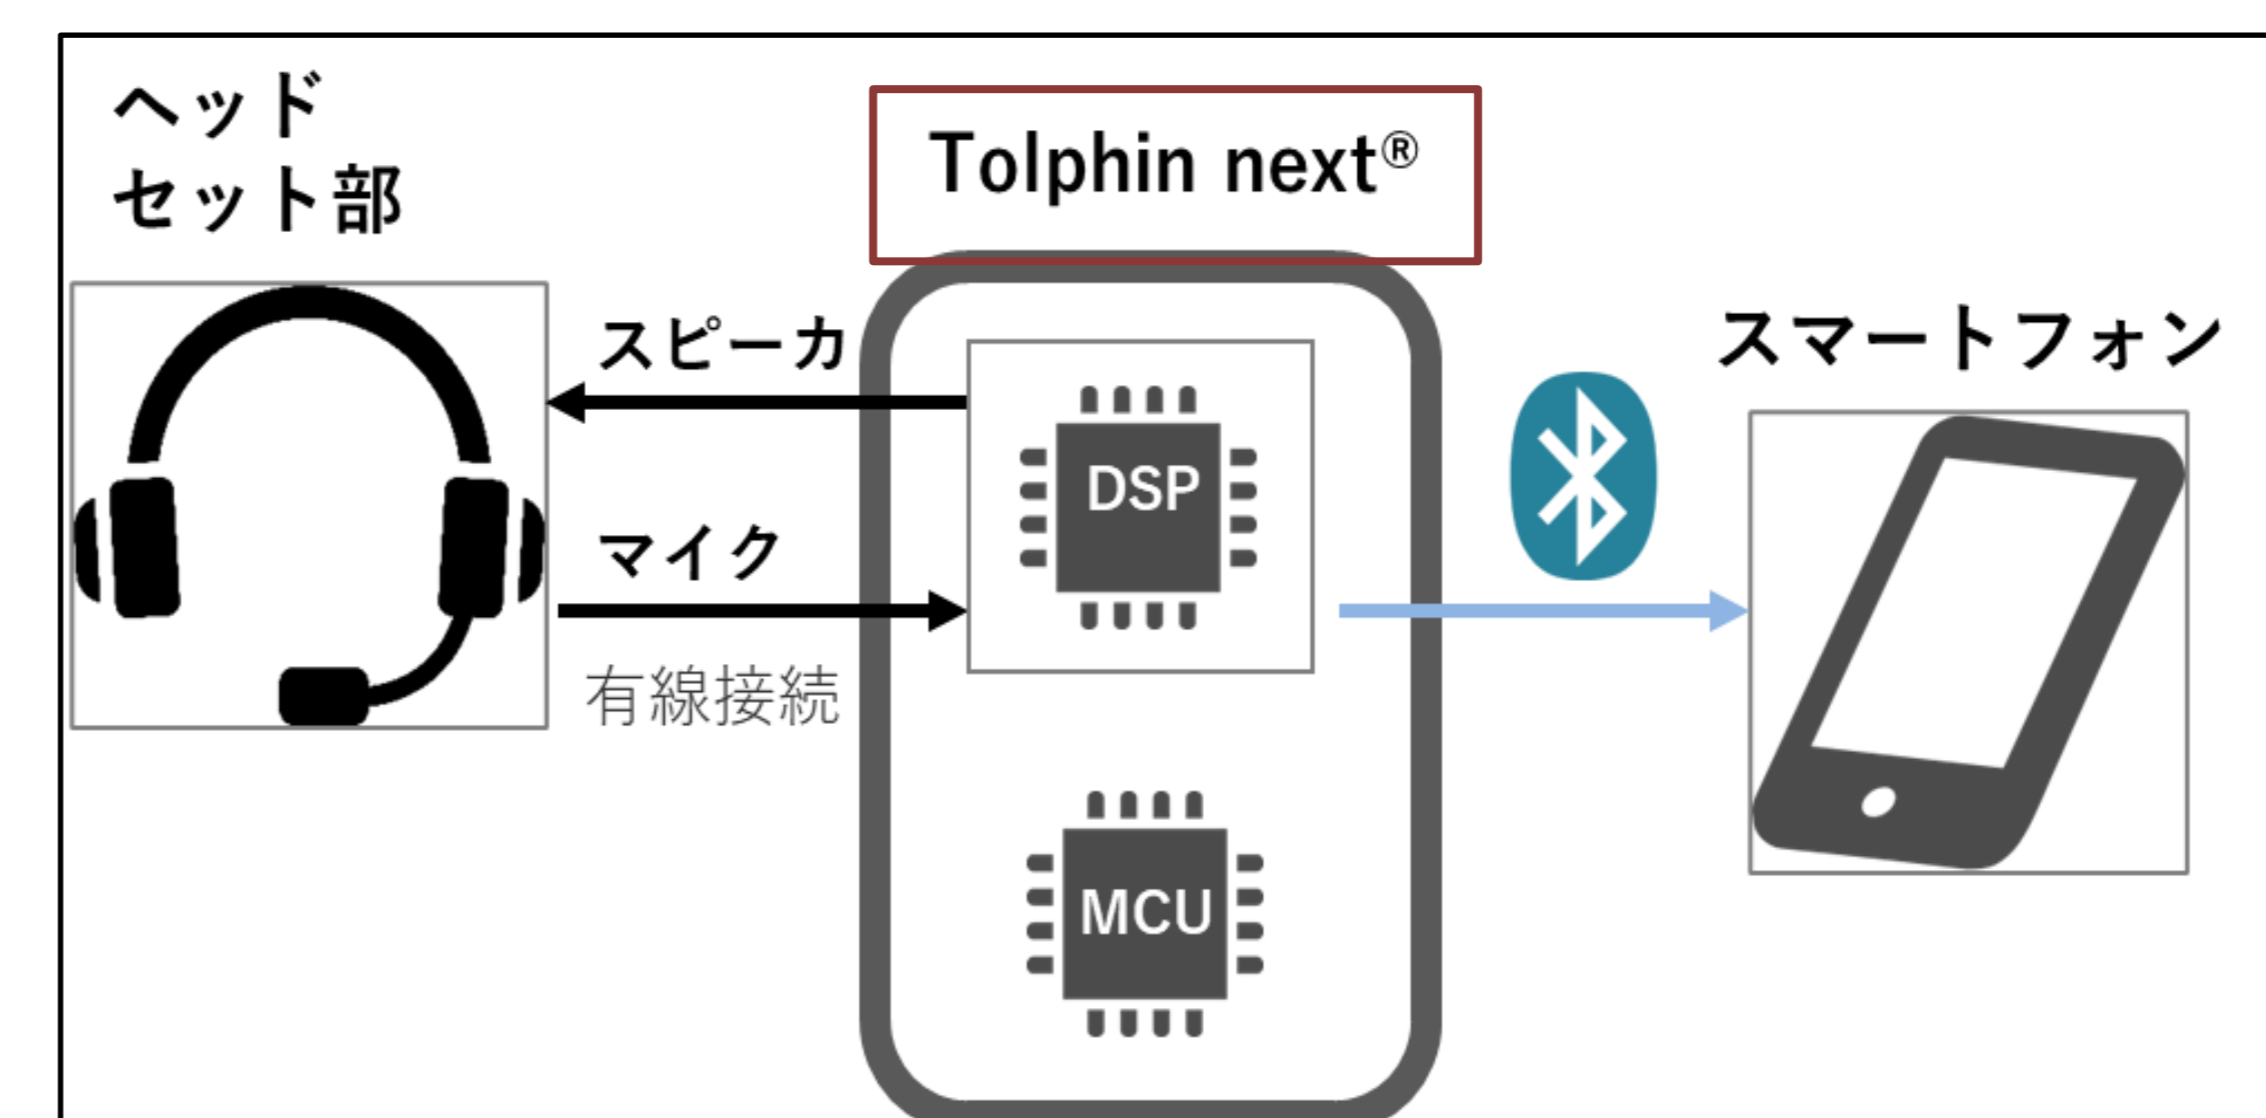 ヘッド
セット部
Tolphin next®
スピーカ
スマートフォン
DSP
マイク
有線接続
MCU